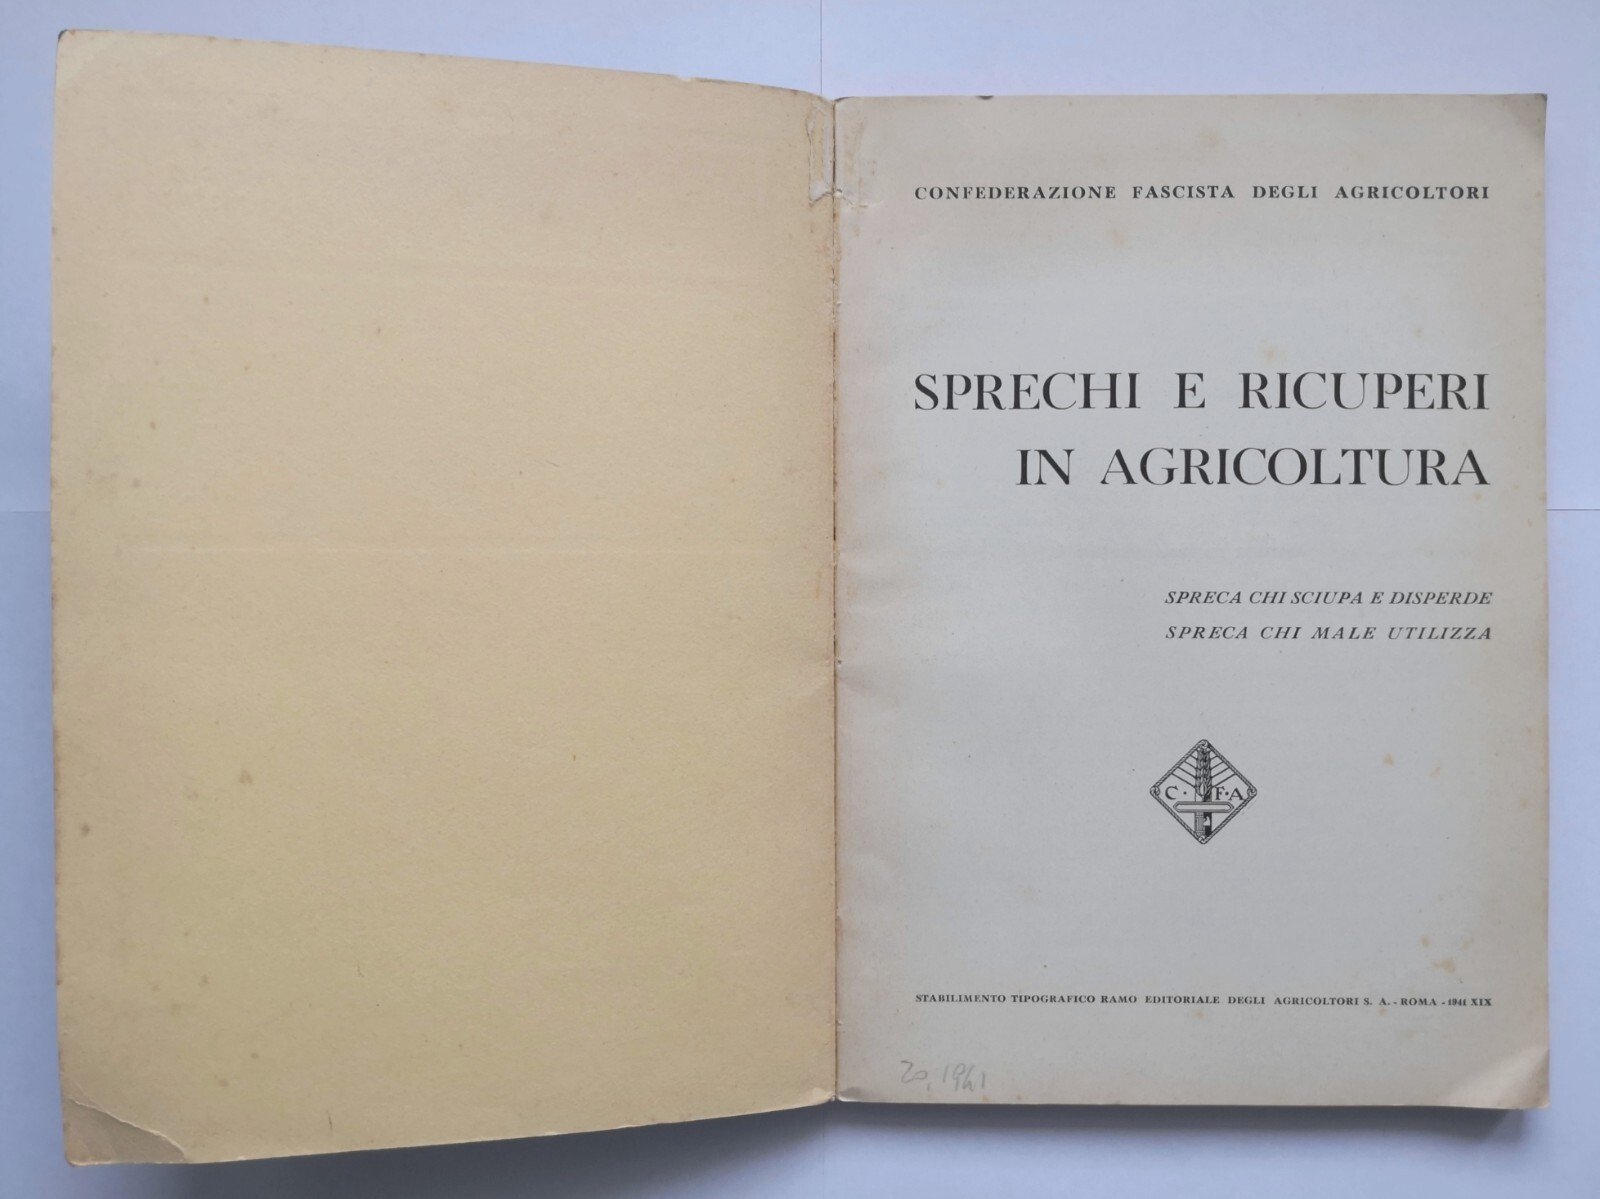 CONFEDERAZIONE FASCISTA DEGLI AGRICOLTORI
SPRECHI E RICUPERI
IN AGRICOLTURA
SPRECA CHI SCIUPA E DISPERDE
SPRECA CHI MALE UTILIZZA
C · F · A
STABILIMENTO TIPOGRAFICO RAMO EDITORIALE DEGLI AGRICOLTORI S. A. - ROMA - 1941 XIX
20, 1941